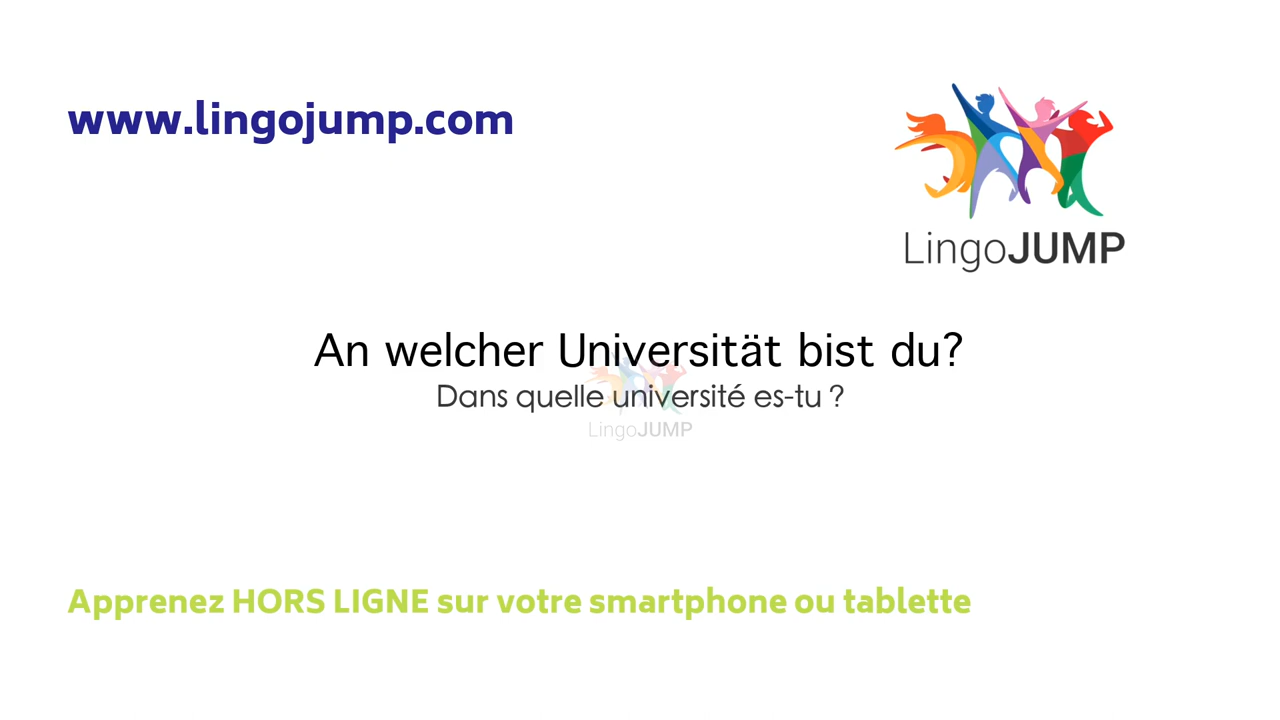 www.lingojump.com
LingoJUMP
An welcher Universität bist du?
Dans quelle université es-tu ?
LingoJUMP
Apprenez HORS LIGNE sur votre smartphone ou tablette